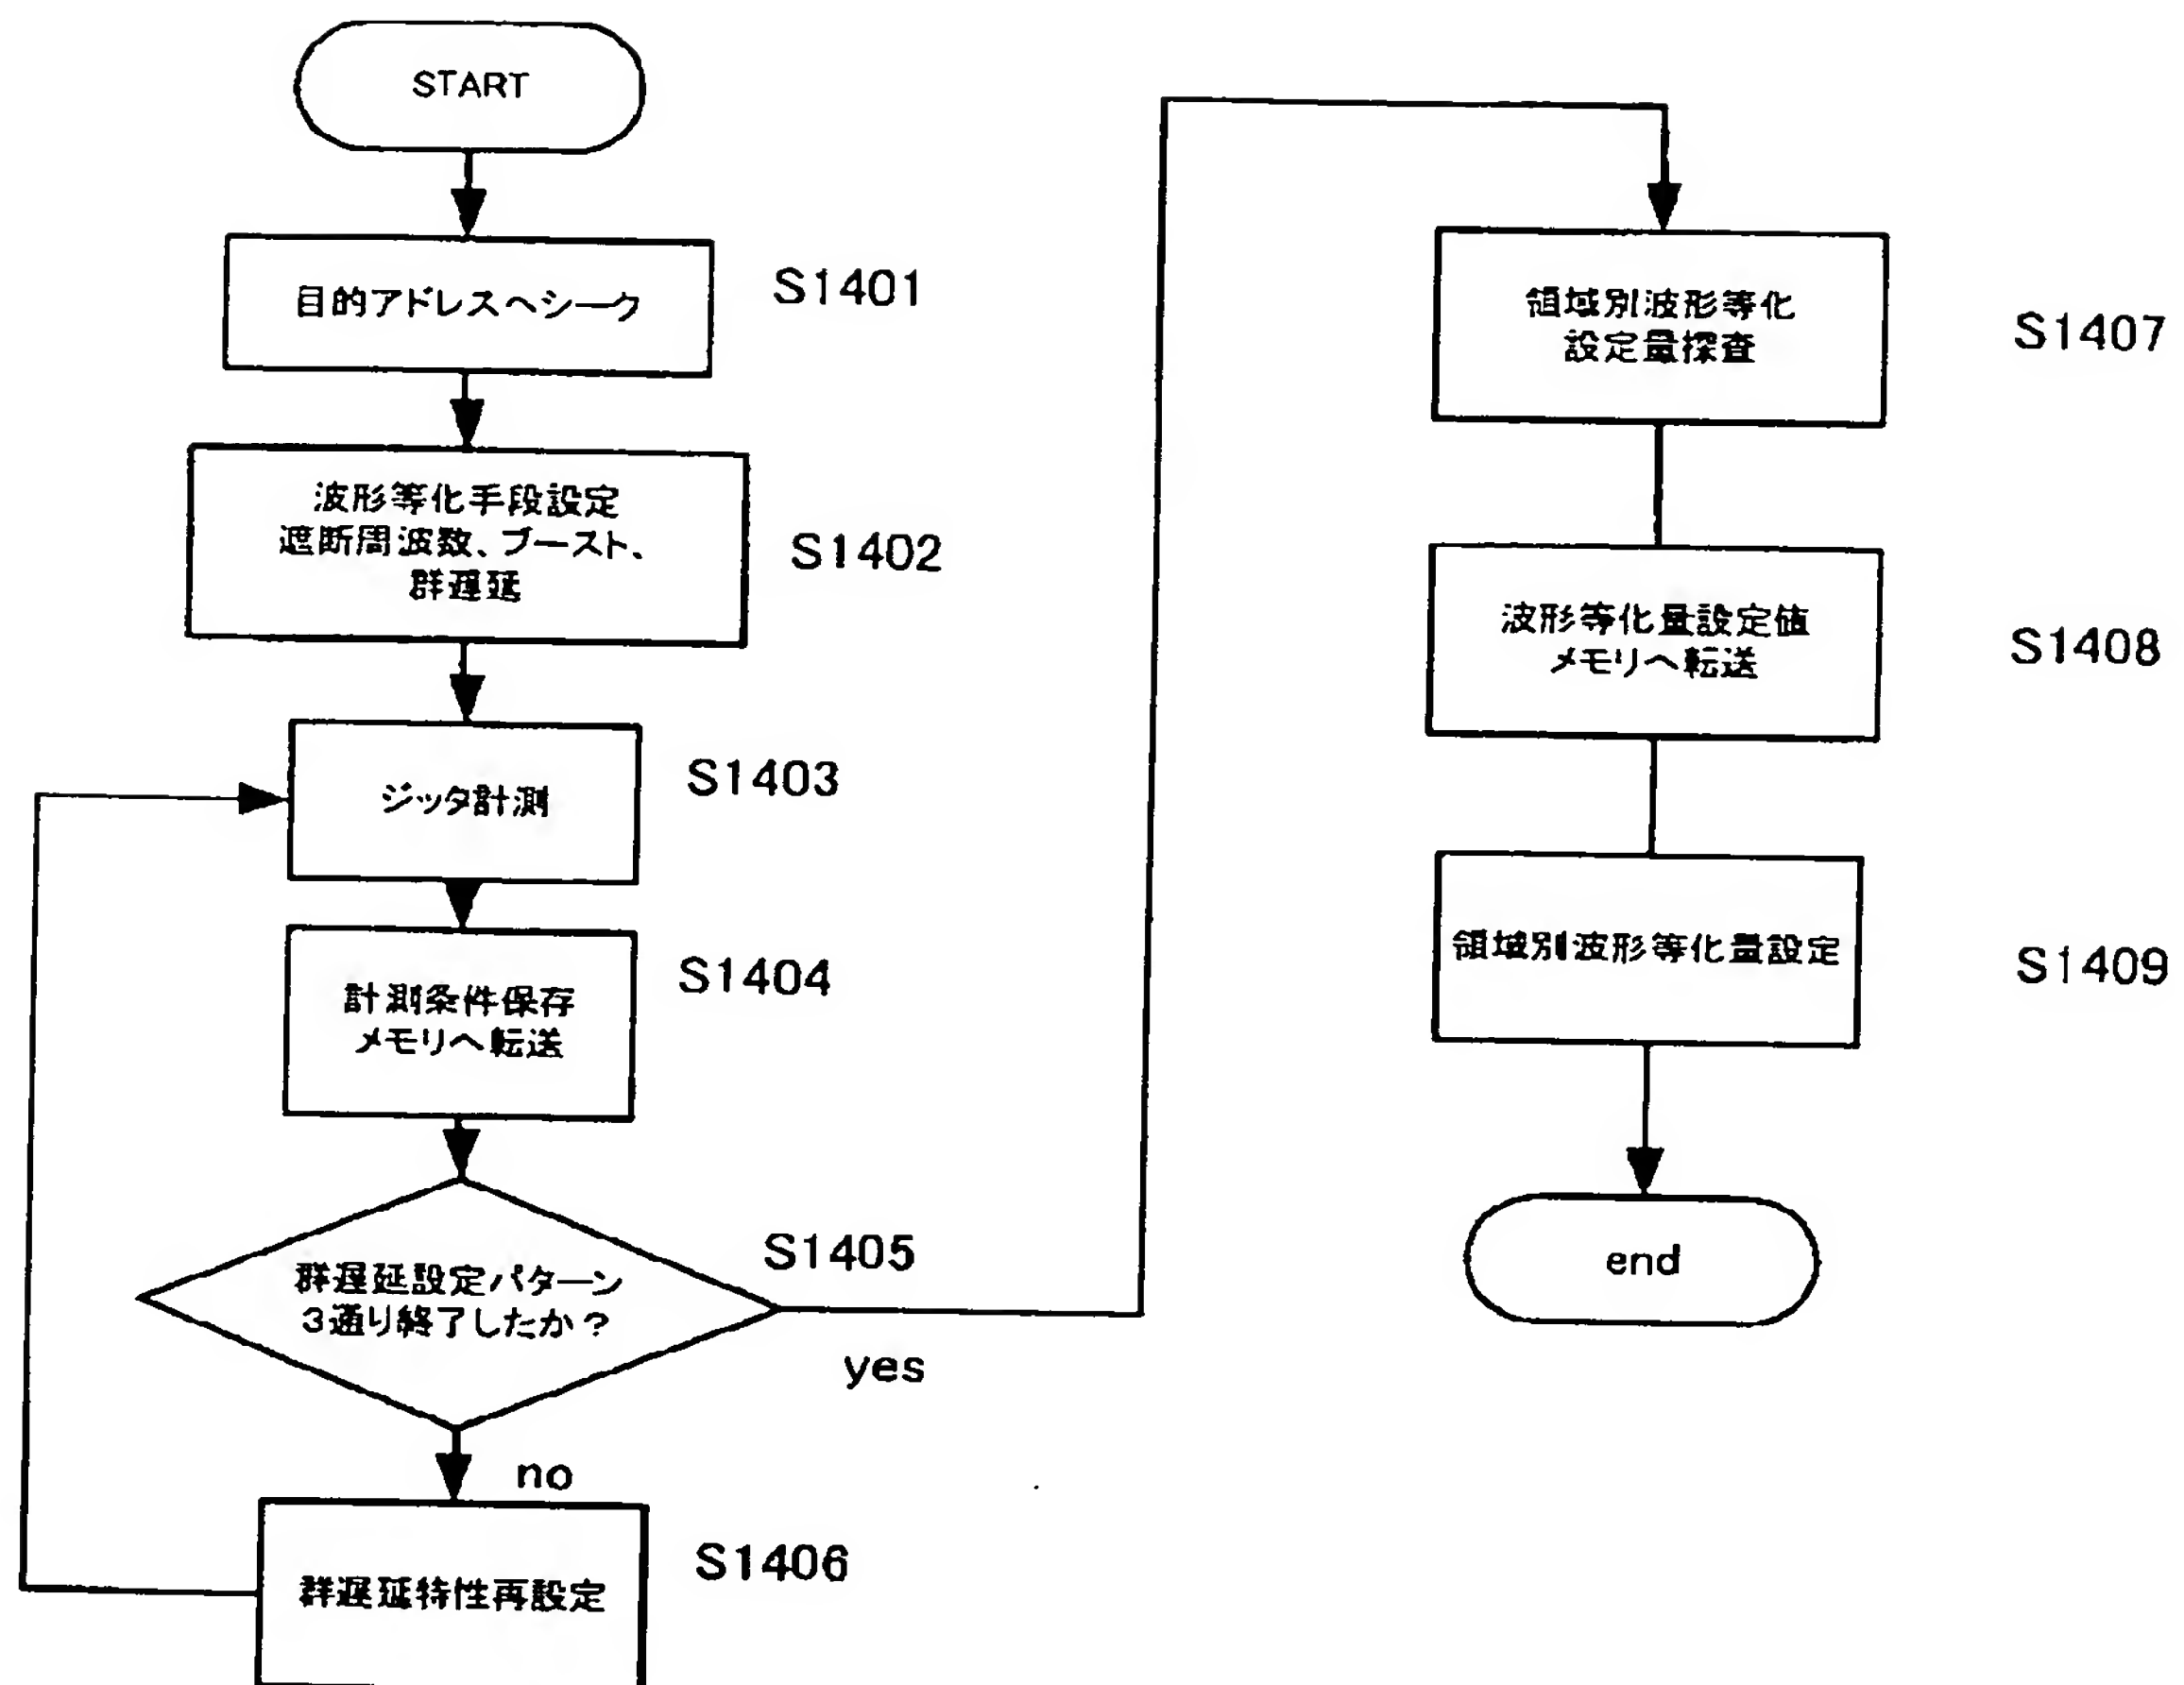 START
目的アドレスへシーク
S1401
波形等化手段設定
遮断周波数、ブースト、
群遅延
S1402
ジッタ計測
S1403
計測条件保存
メモリへ転送
S1404
群遅延設定パターン
3通り終了したか?
S1405
yes
no
群遅延特性再設定
S1406
領域別波形等化
設定量探査
S1407
波形等化量設定値
メモリへ転送
S1408
領域別波形等化量設定
S1409
end